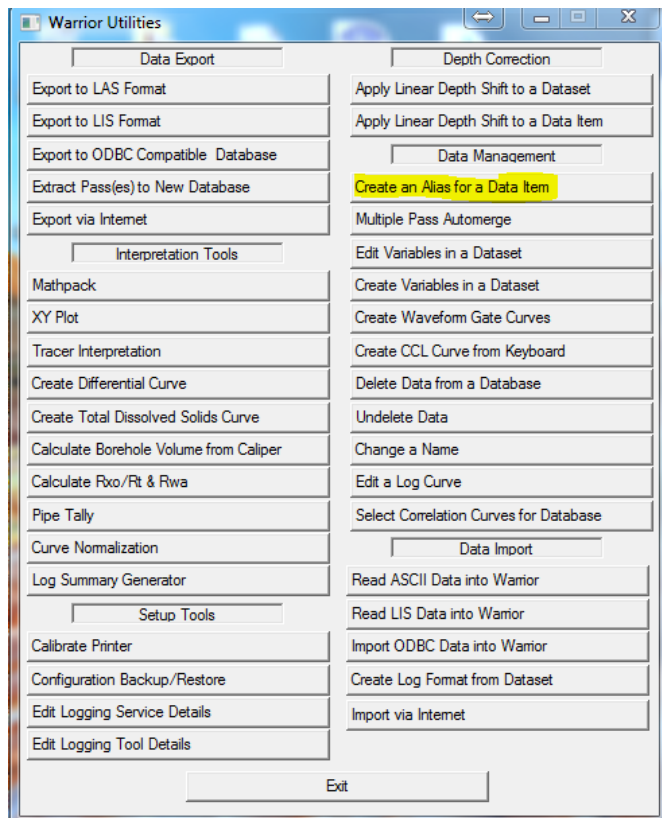 Warrior Utilities
Data Export
Export to LAS Format
Export to LIS Format
Export to ODBC Compatible Database
Extract Pass(es) to New Database
Export via Internet
Interpretation Tools
Mathpack
XY Plot
Tracer Interpretation
Create Differential Curve
Create Total Dissolved Solids Curve
Calculate Borehole Volume from Caliper
Calculate Rxo/Rt & Rwa
Pipe Tally
Curve Normalization
Log Summary Generator
Setup Tools
Calibrate Printer
Configuration Backup/Restore
Edit Logging Service Details
Edit Logging Tool Details
Depth Correction
Apply Linear Depth Shift to a Dataset
Apply Linear Depth Shift to a Data Item
Data Management
Create an Alias for a Data Item
Multiple Pass Automerge
Edit Variables in a Dataset
Create Variables in a Dataset
Create Waveform Gate Curves
Create CCL Curve from Keyboard
Delete Data from a Database
Undelete Data
Change a Name
Edit a Log Curve
Select Correlation Curves for Database
Data Import
Read ASCII Data into Warrior
Read LIS Data into Warrior
Import ODBC Data into Warrior
Create Log Format from Dataset
Import via Internet
Exit